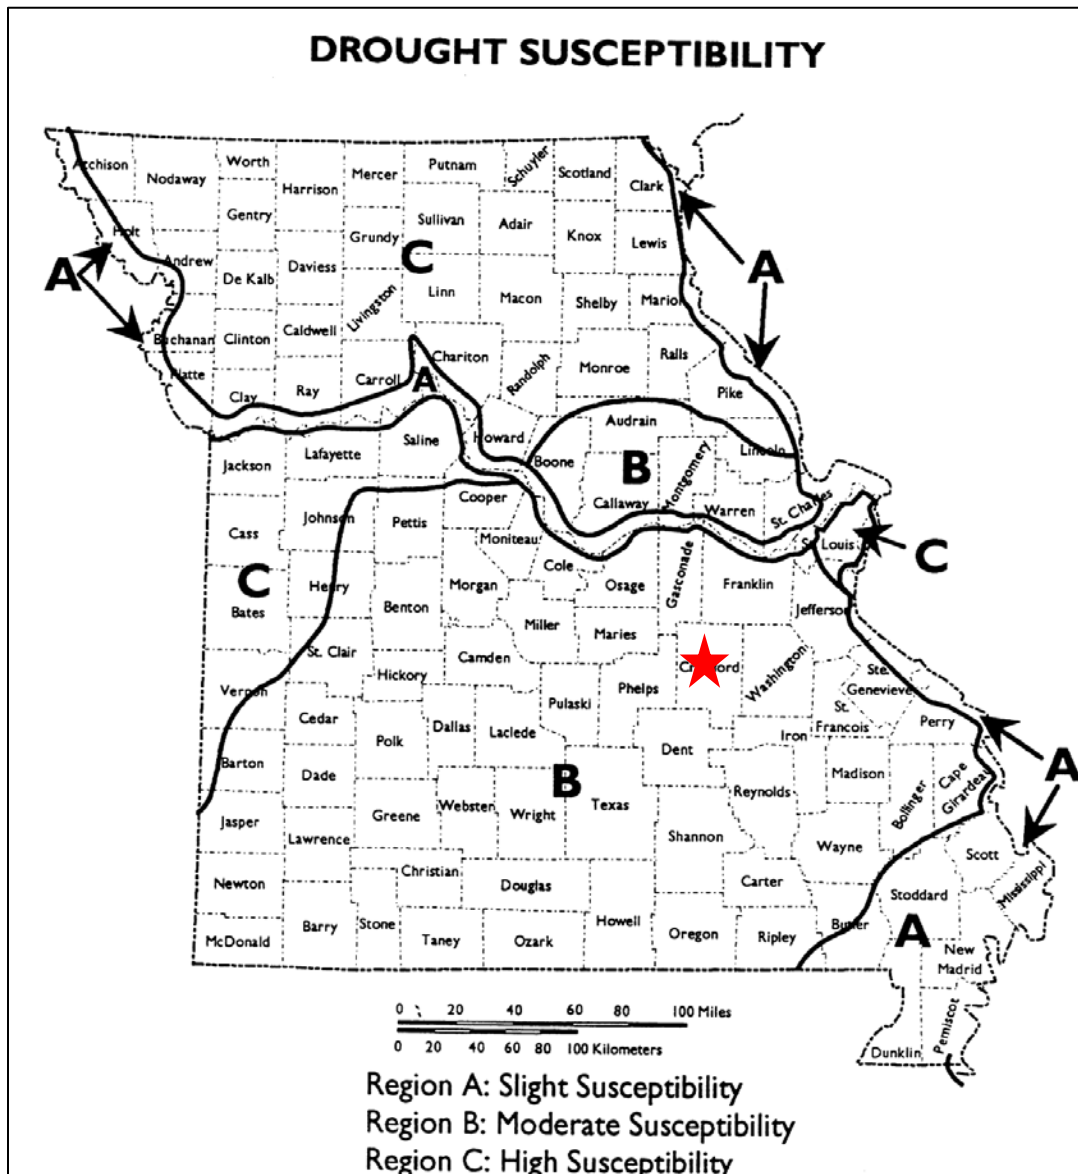 DROUGHT SUSCEPTIBILITY
Atchison
Nodaway
Worth
Harrison
Mercer
Putnam
Schuyler
Scotland
Clark
Gentry
Sullivan
Adair
Knox
Lewis
Holt
Andrew
De Kalb
Daviess
Grundy
C
A
A
Livingston
Linn
Macon
Shelby
Marion
Buchanan
Clinton
Caldwell
Chariton
Randolph
Monroe
Ralls
Platte
Clay
Ray
Carroll
A
Pike
Audrain
Howard
Boone
Saline
Lafayette
Jackson
B
Montgomery
Lincoln
Callaway
Warren
St. Charles
Cooper
Johnson
Pettis
Cass
Moniteau
Cole
Osage
Gasconade
Franklin
St. Louis
C
Jefferson
C
Henry
Bates
Benton
Morgan
Miller
Maries
Camden
St. Clair
Hickory
Phelps
Pulaski
Washington
Ste.
Genevieve
St.
Francois
Perry
Vernon
Cedar
Polk
Dallas
Laclede
Dent
Iron
Barton
Dade
B
A
Webster
Wright
Texas
Reynolds
Madison
Bollinger
Cape
Girardeau
Jasper
Greene
Lawrence
Shannon
Wayne
Scott
Mississippi
Newton
Christian
Douglas
Carter
Stoddard
McDonald
Barry
Stone
Taney
Ozark
Howell
Oregon
Ripley
Butler
A
New
Madrid
Pemiscot
Dunklin
0 20 40 60 80 100 Miles
0 20 40 60 80 100 Kilometers
Region A: Slight Susceptibility
Region B: Moderate Susceptibility
Region C: High Susceptibility